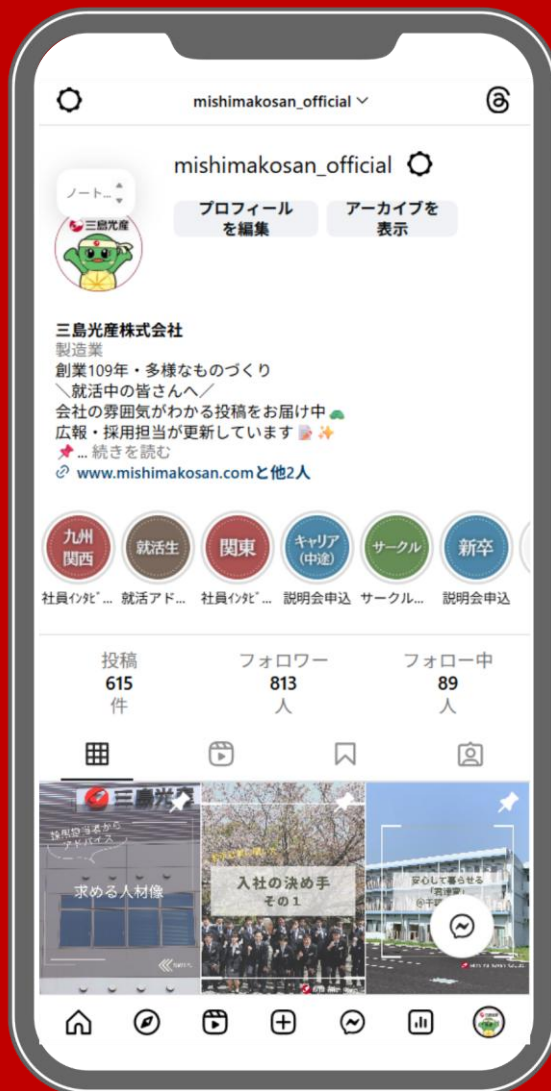 mishimakosan_official
mishimakosan_official
ノート...
プロフィール
を編集
アーカイブを
表示
三島光産
三島光産株式会社
製造業
創業109年・多様なものづくり
＼就活中の皆さんへ／
会社の雰囲気がわかる投稿をお届け中
広報・採用担当が更新しています
... 続きを読む
www.mishimakosan.comと他2人
九州
関西
就活生
関東
キャリア
(中途)
サークル
新卒
社員ｲﾝﾀﾋﾞ...
就活アド...
社員ｲﾝﾀﾋﾞ...
説明会申込
サークル...
説明会申込
投稿
615
件
フォロワー
813
人
フォロー中
89
人
三島光産
採用担当者から
アドバイス
求める人材像
入社の決め手
その1
安心して暮らせる